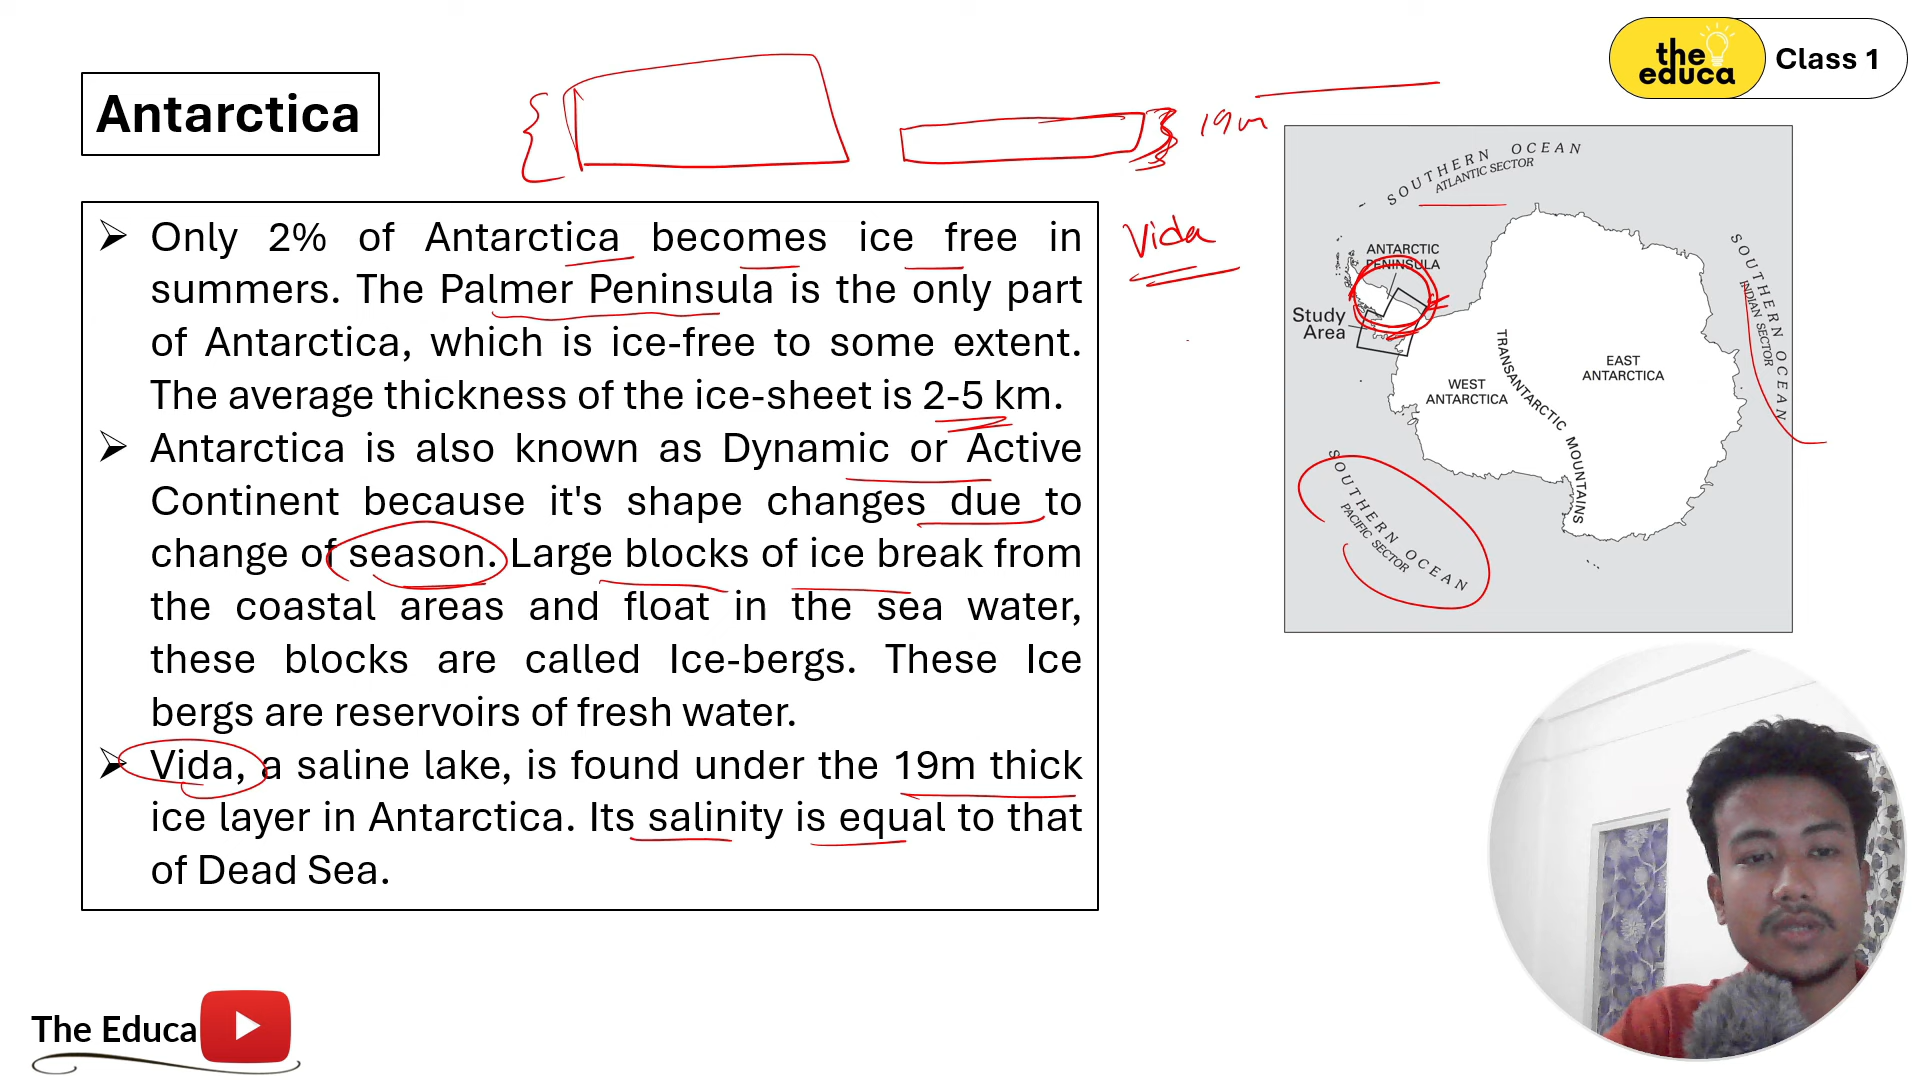 the
educa
Class 1
Antarctica
19m
Only 2% of Antarctica becomes ice free in
summers. The Palmer Peninsula is the only part
of Antarctica, which is ice-free to some extent.
The average thickness of the ice-sheet is 2-5 km.
Antarctica is also known as Dynamic or Active
Continent because it's shape changes due to
change of season. Large blocks of ice break from
the coastal areas and float in the sea water,
these blocks are called Ice-bergs. These Ice
bergs are reservoirs of fresh water.
Vida, a saline lake, is found under the 19m thick
ice layer in Antarctica. Its salinity is equal to that
of Dead Sea.
Vida
SOUTHERN OCEAN
ATLANTIC SECTOR
ANTARCTIC
PENINSULA
Study
Area
SOUTHERN OCEAN
INDIAN SECTOR
WEST
ANTARCTICA
TRANSANTARCTIC MOUNTAINS
EAST
ANTARCTICA
SOUTHERN OCEAN
PACIFIC SECTOR
The Educa